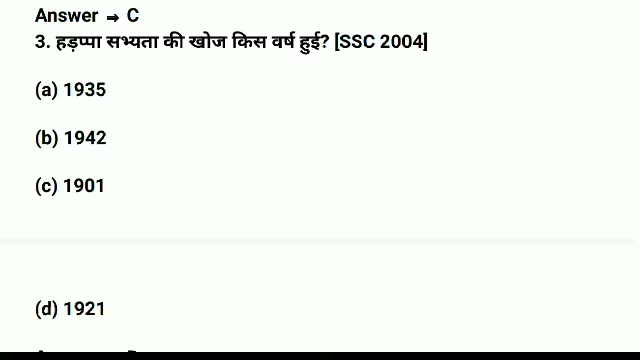 Answer ⇒ C
3. हड़प्पा सभ्यता की खोज किस वर्ष हुई? [SSC 2004]
(a) 1935
(b) 1942
(c) 1901
(d) 1921